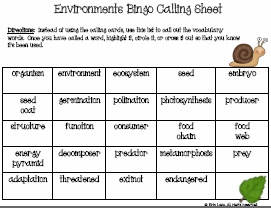 Environments Bingo Calling Sheet
Directions: Instead of using the calling cards, use this list to call out the vocabulary
words. Once you have called a word, highlight it, circle it, or cross it out so that you know
it's been used.
organism environment ecosystem seed embryo
seed coat germination pollination photosynthesis producer
structure function consumer food chain food web
energy pyramid decomposer predator metamorphosis prey
adaptation threatened extinct endangered